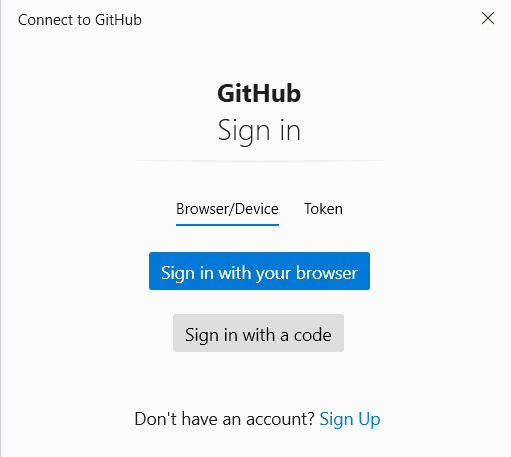 Connect to GitHub
GitHub
Sign in
Browser/Device Token
Sign in with your browser
Sign in with a code
Don't have an account? Sign Up